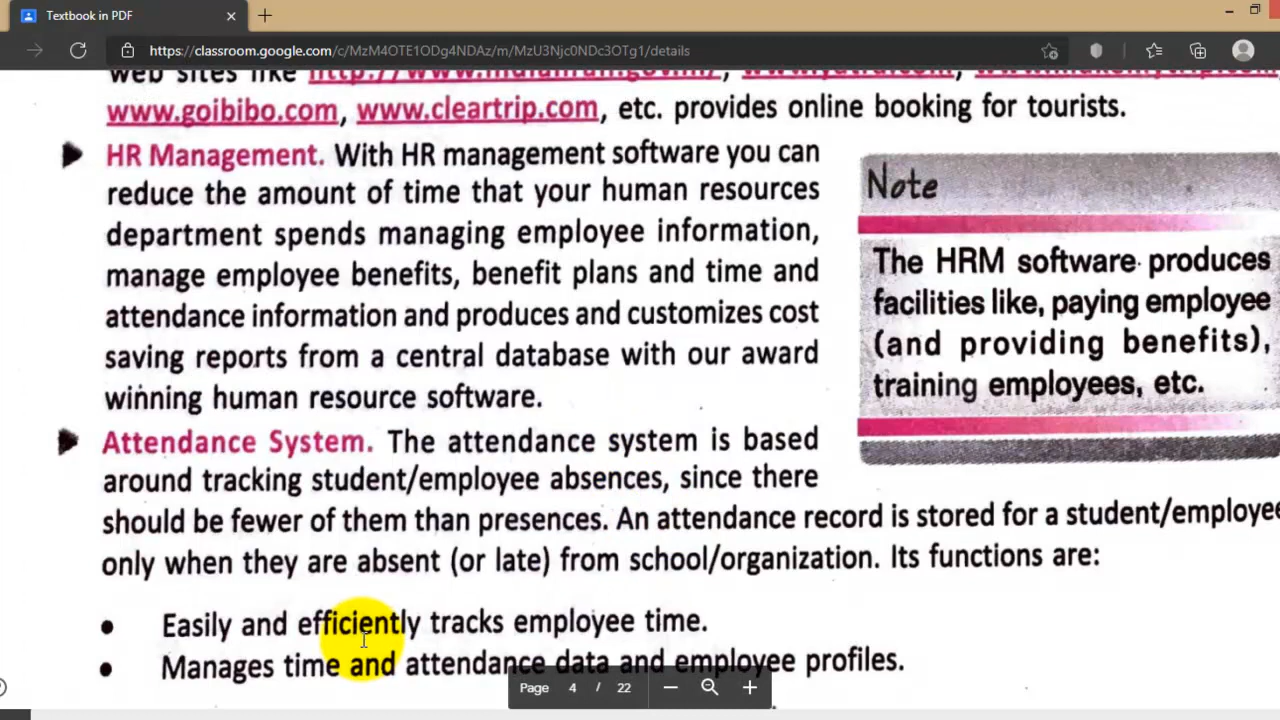 Textbook in PDF
https://classroom.google.com/c/MzM4OTE1ODg4NDAz/m/MzU3Njc0NDc3OTg1/details
web sites like
www.goibibo.com, www.cleartrip.com, etc. provides online booking for tourists.
HR Management. With HR management software you can
reduce the amount of time that your human resources
department spends managing employee information,
manage employee benefits, benefit plans and time and
attendance information and produces and customizes cost
saving reports from a central database with our award
winning human resource software.
Note
The HRM software produces
facilities like, paying employee
(and providing benefits),
training employees, etc.
Attendance System. The attendance system is based
around tracking student/employee absences, since there
should be fewer of them than presences. An attendance record is stored for a student/employee
only when they are absent (or late) from school/organization. Its functions are:
• Easily and efficiently tracks employee time.
• Manages time and attendance data and employee profiles.
Page 4 / 22